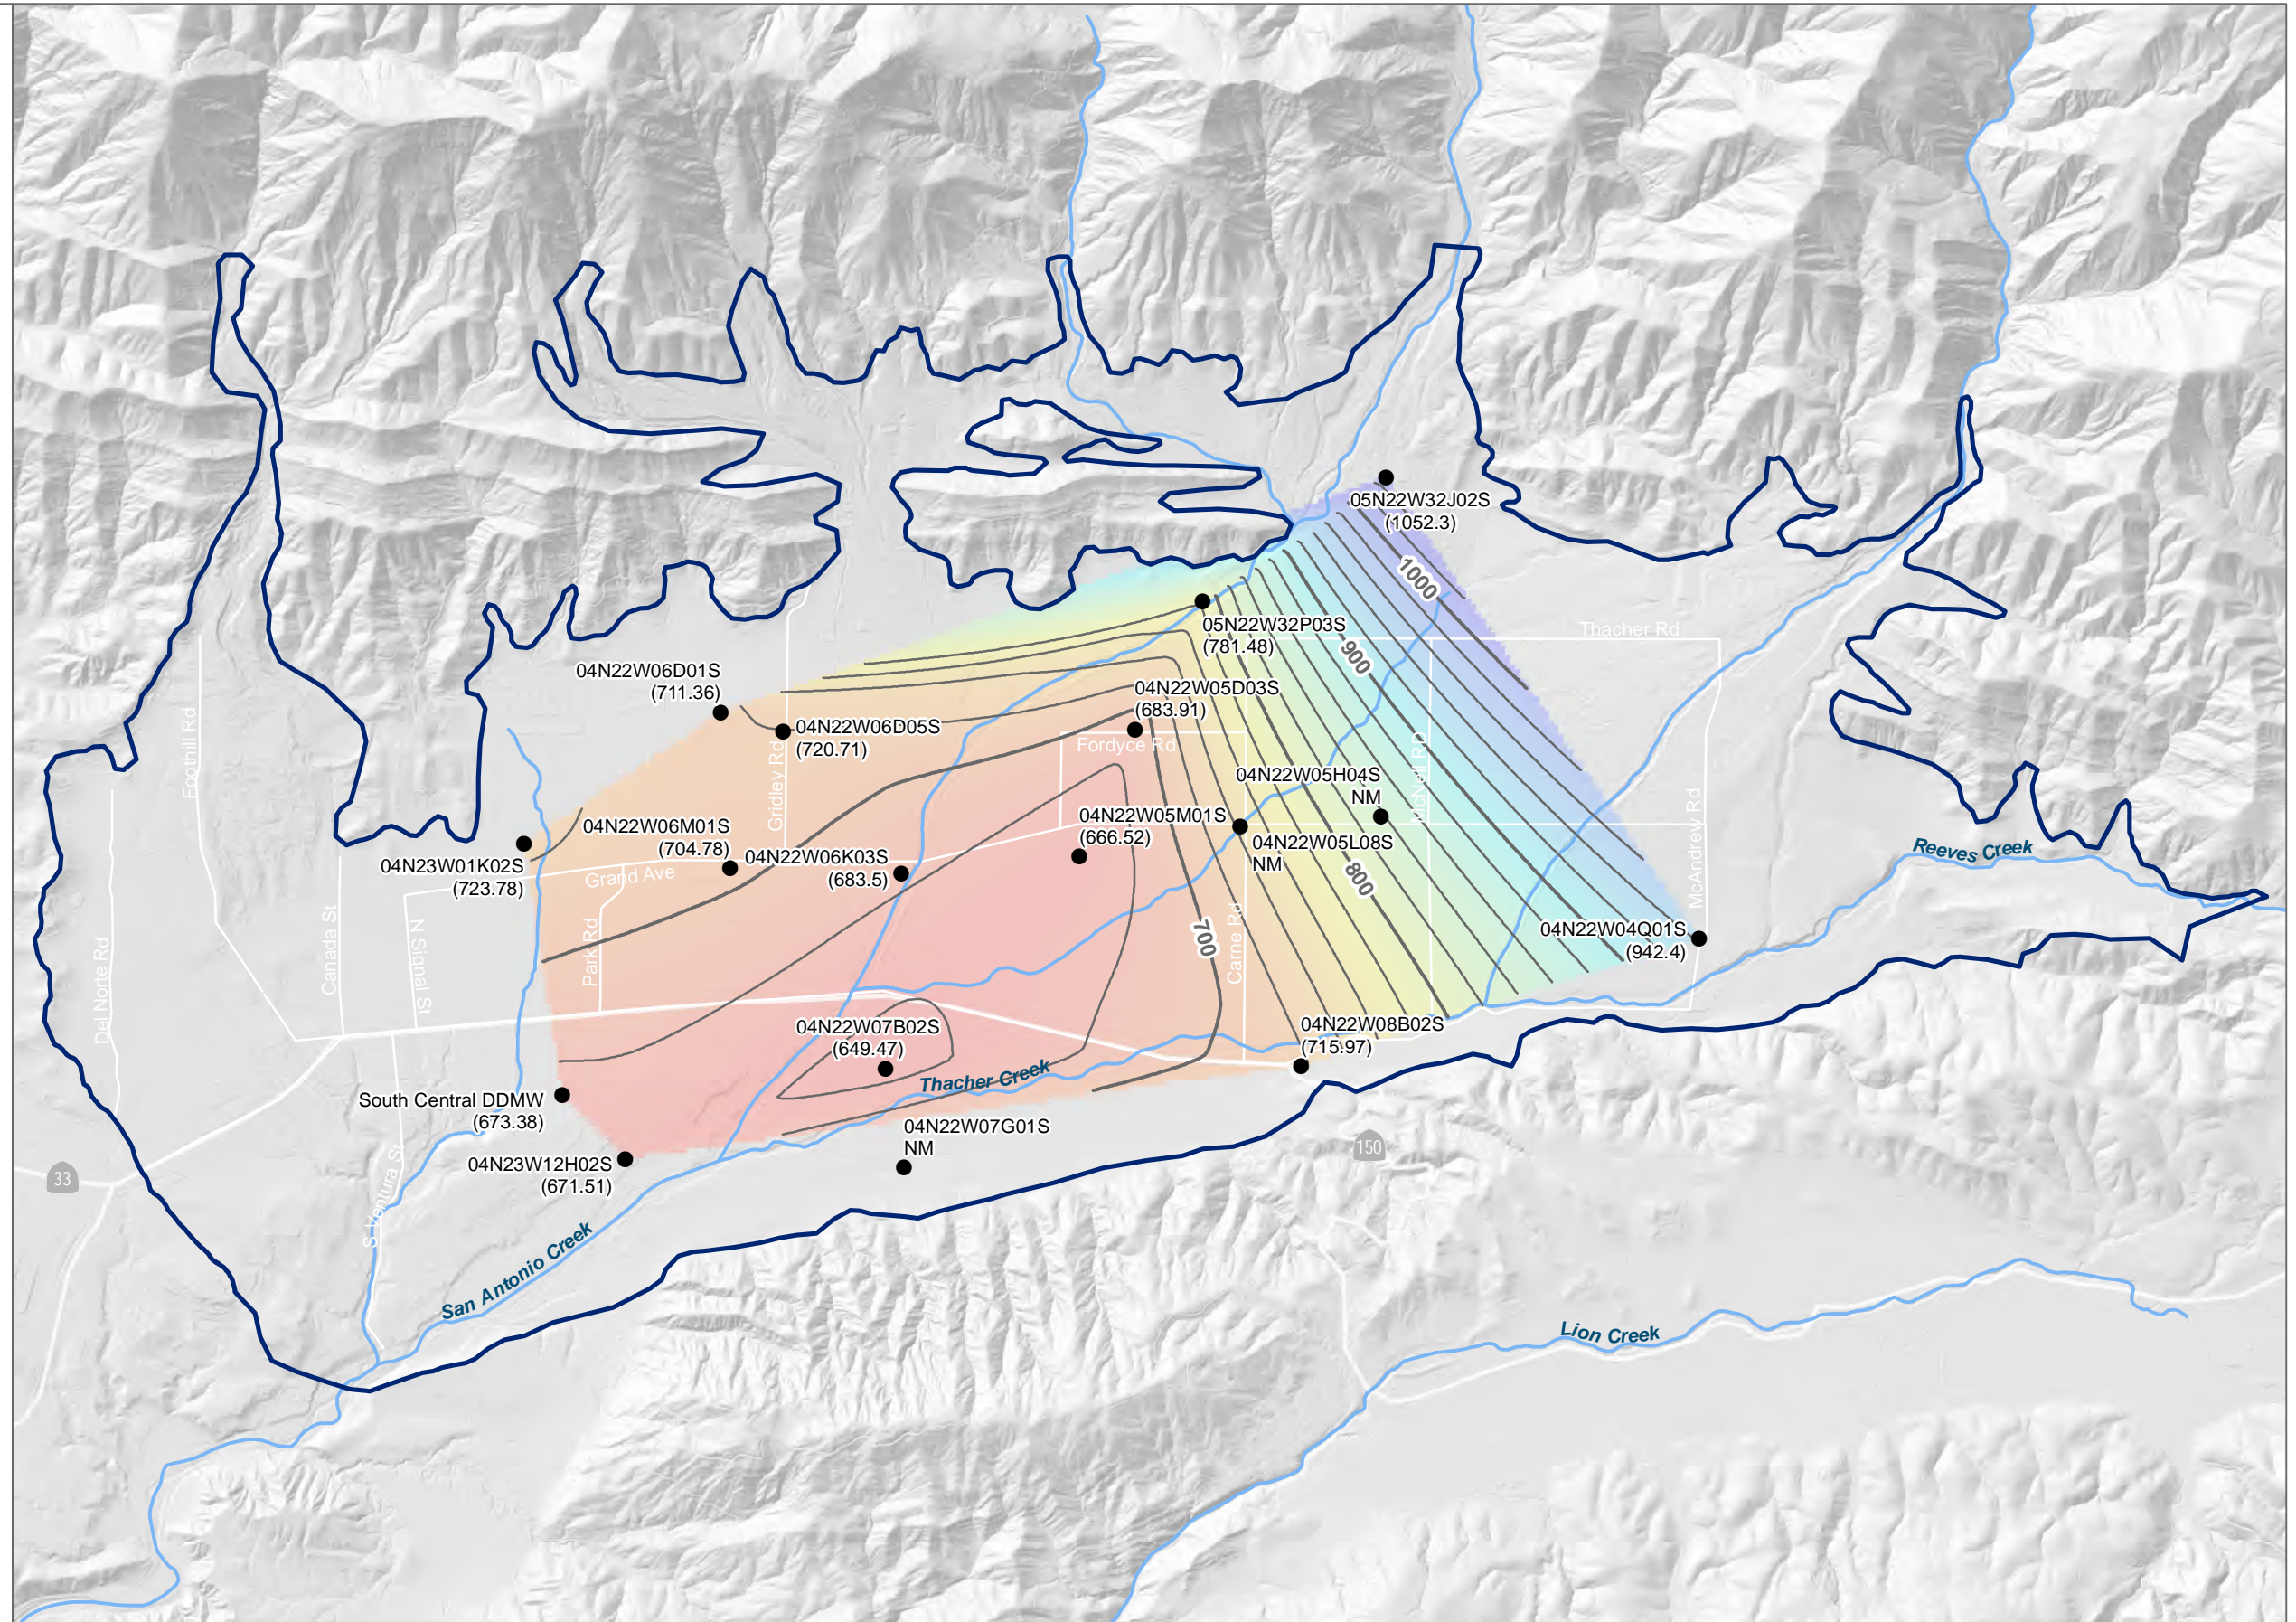 05N22W32J02S
(1052.3)
1000
Thacher Rd
05N22W32P03S
(781.48)
900
04N22W06D01S
(711.36)
04N22W05D03S
(683.91)
04N22W06D05S
(720.71)
Foothill Rd
Gridley Rd
Fordyce Rd
McNeil RD
04N22W05H04S
NM
04N22W06M01S
(704.78)
04N22W05M01S
(666.52)
04N22W05L08S
NM
McAndrew Rd
Reeves Creek
04N23W01K02S
(723.78)
04N22W06K03S
(683.5)
Grand Ave
800
Del Norte Rd
Canada St
N Signal St
Park Rd
700
Carne Rd
04N22W04Q01S
(942.4)
04N22W07B02S
(649.47)
04N22W08B02S
(715.97)
Thacher Creek
South Central DDMW
(673.38)
04N22W07G01S
NM
150
04N23W12H02S
(671.51)
33
S Ventura St
San Antonio Creek
Lion Creek